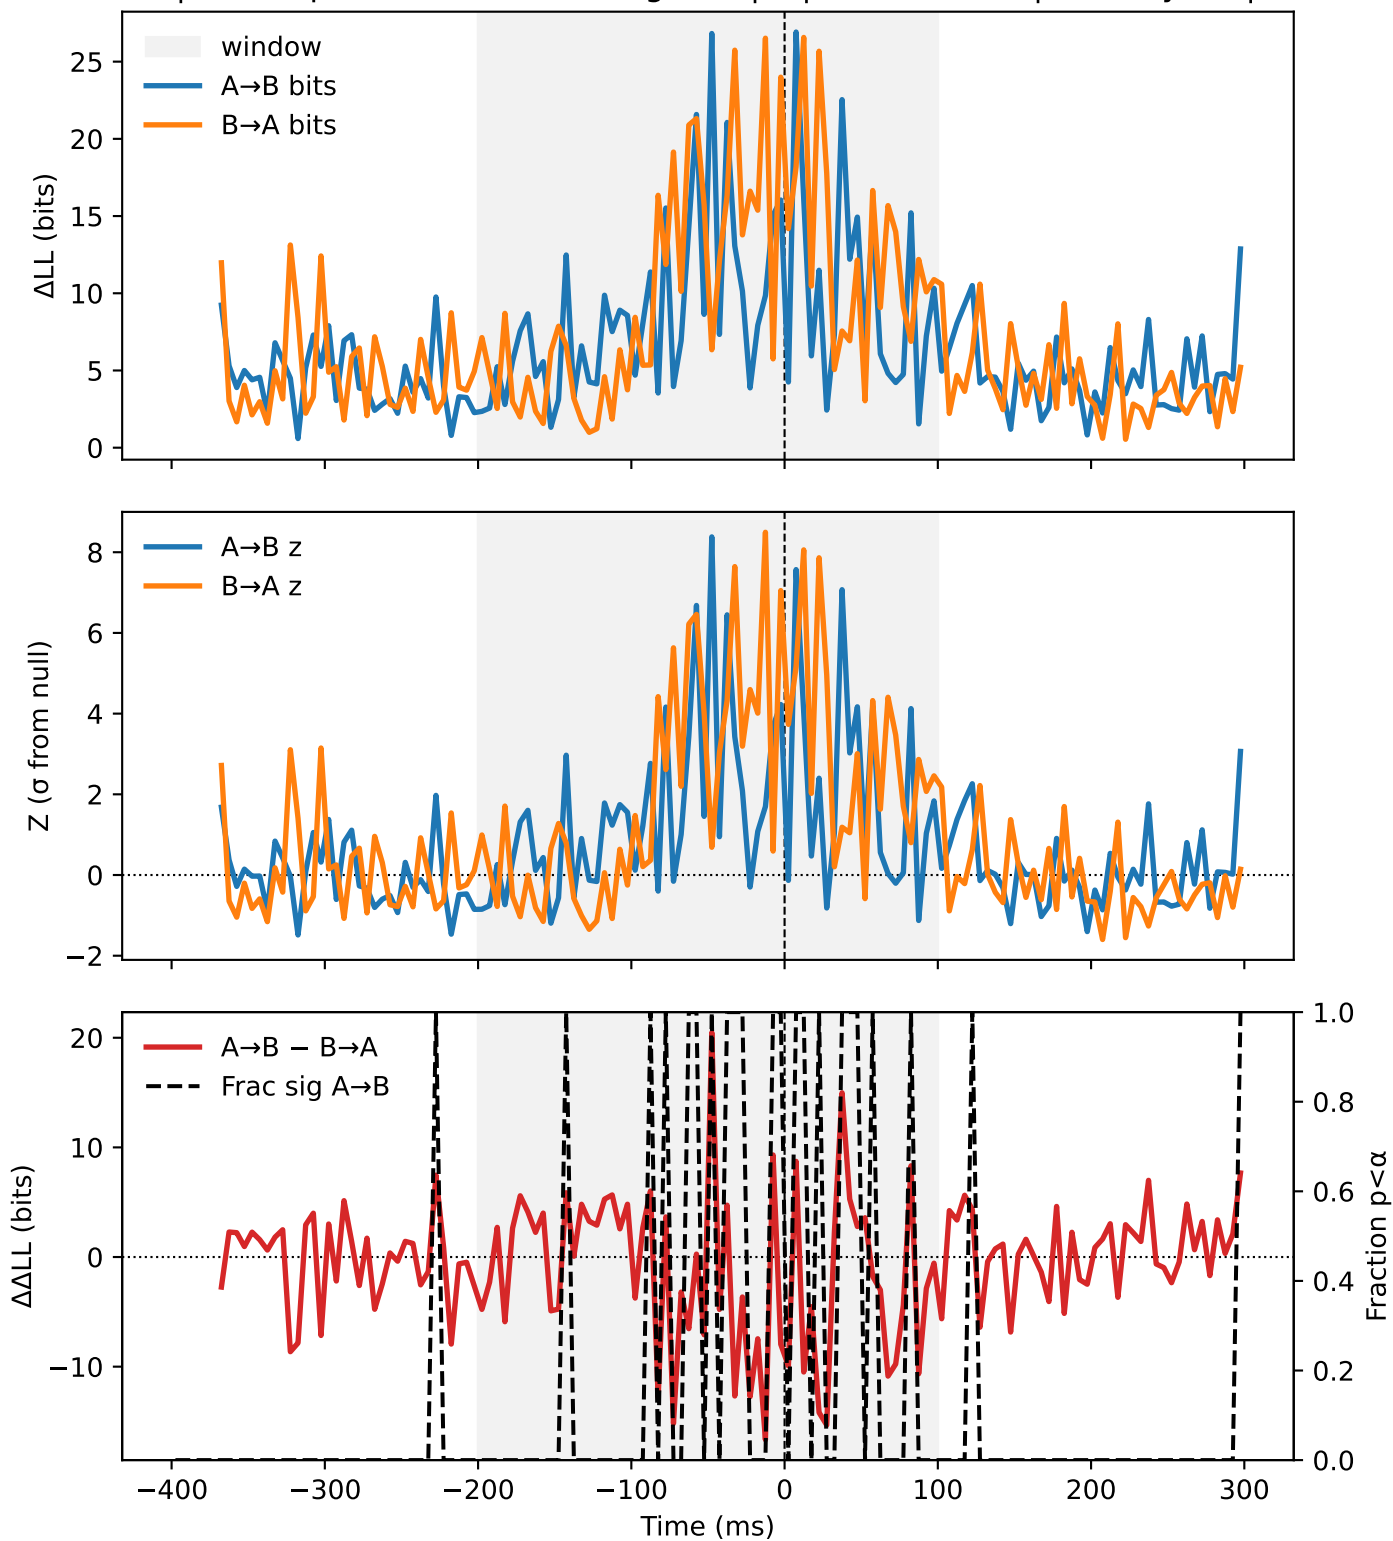 25
20
15
10
5
0
ΔLL (bits)
window
A→B bits
B→A bits
8
6
4
2
0
−2
Z (σ from null)
A→B z
B→A z
20
10
0
−10
ΔΔLL (bits)
A→B − B→A
Frac sig A→B
1.0
0.8
0.6
0.4
0.2
0.0
Fraction p<α
−400 −300 −200 −100 0 100 200 300
Time (ms)